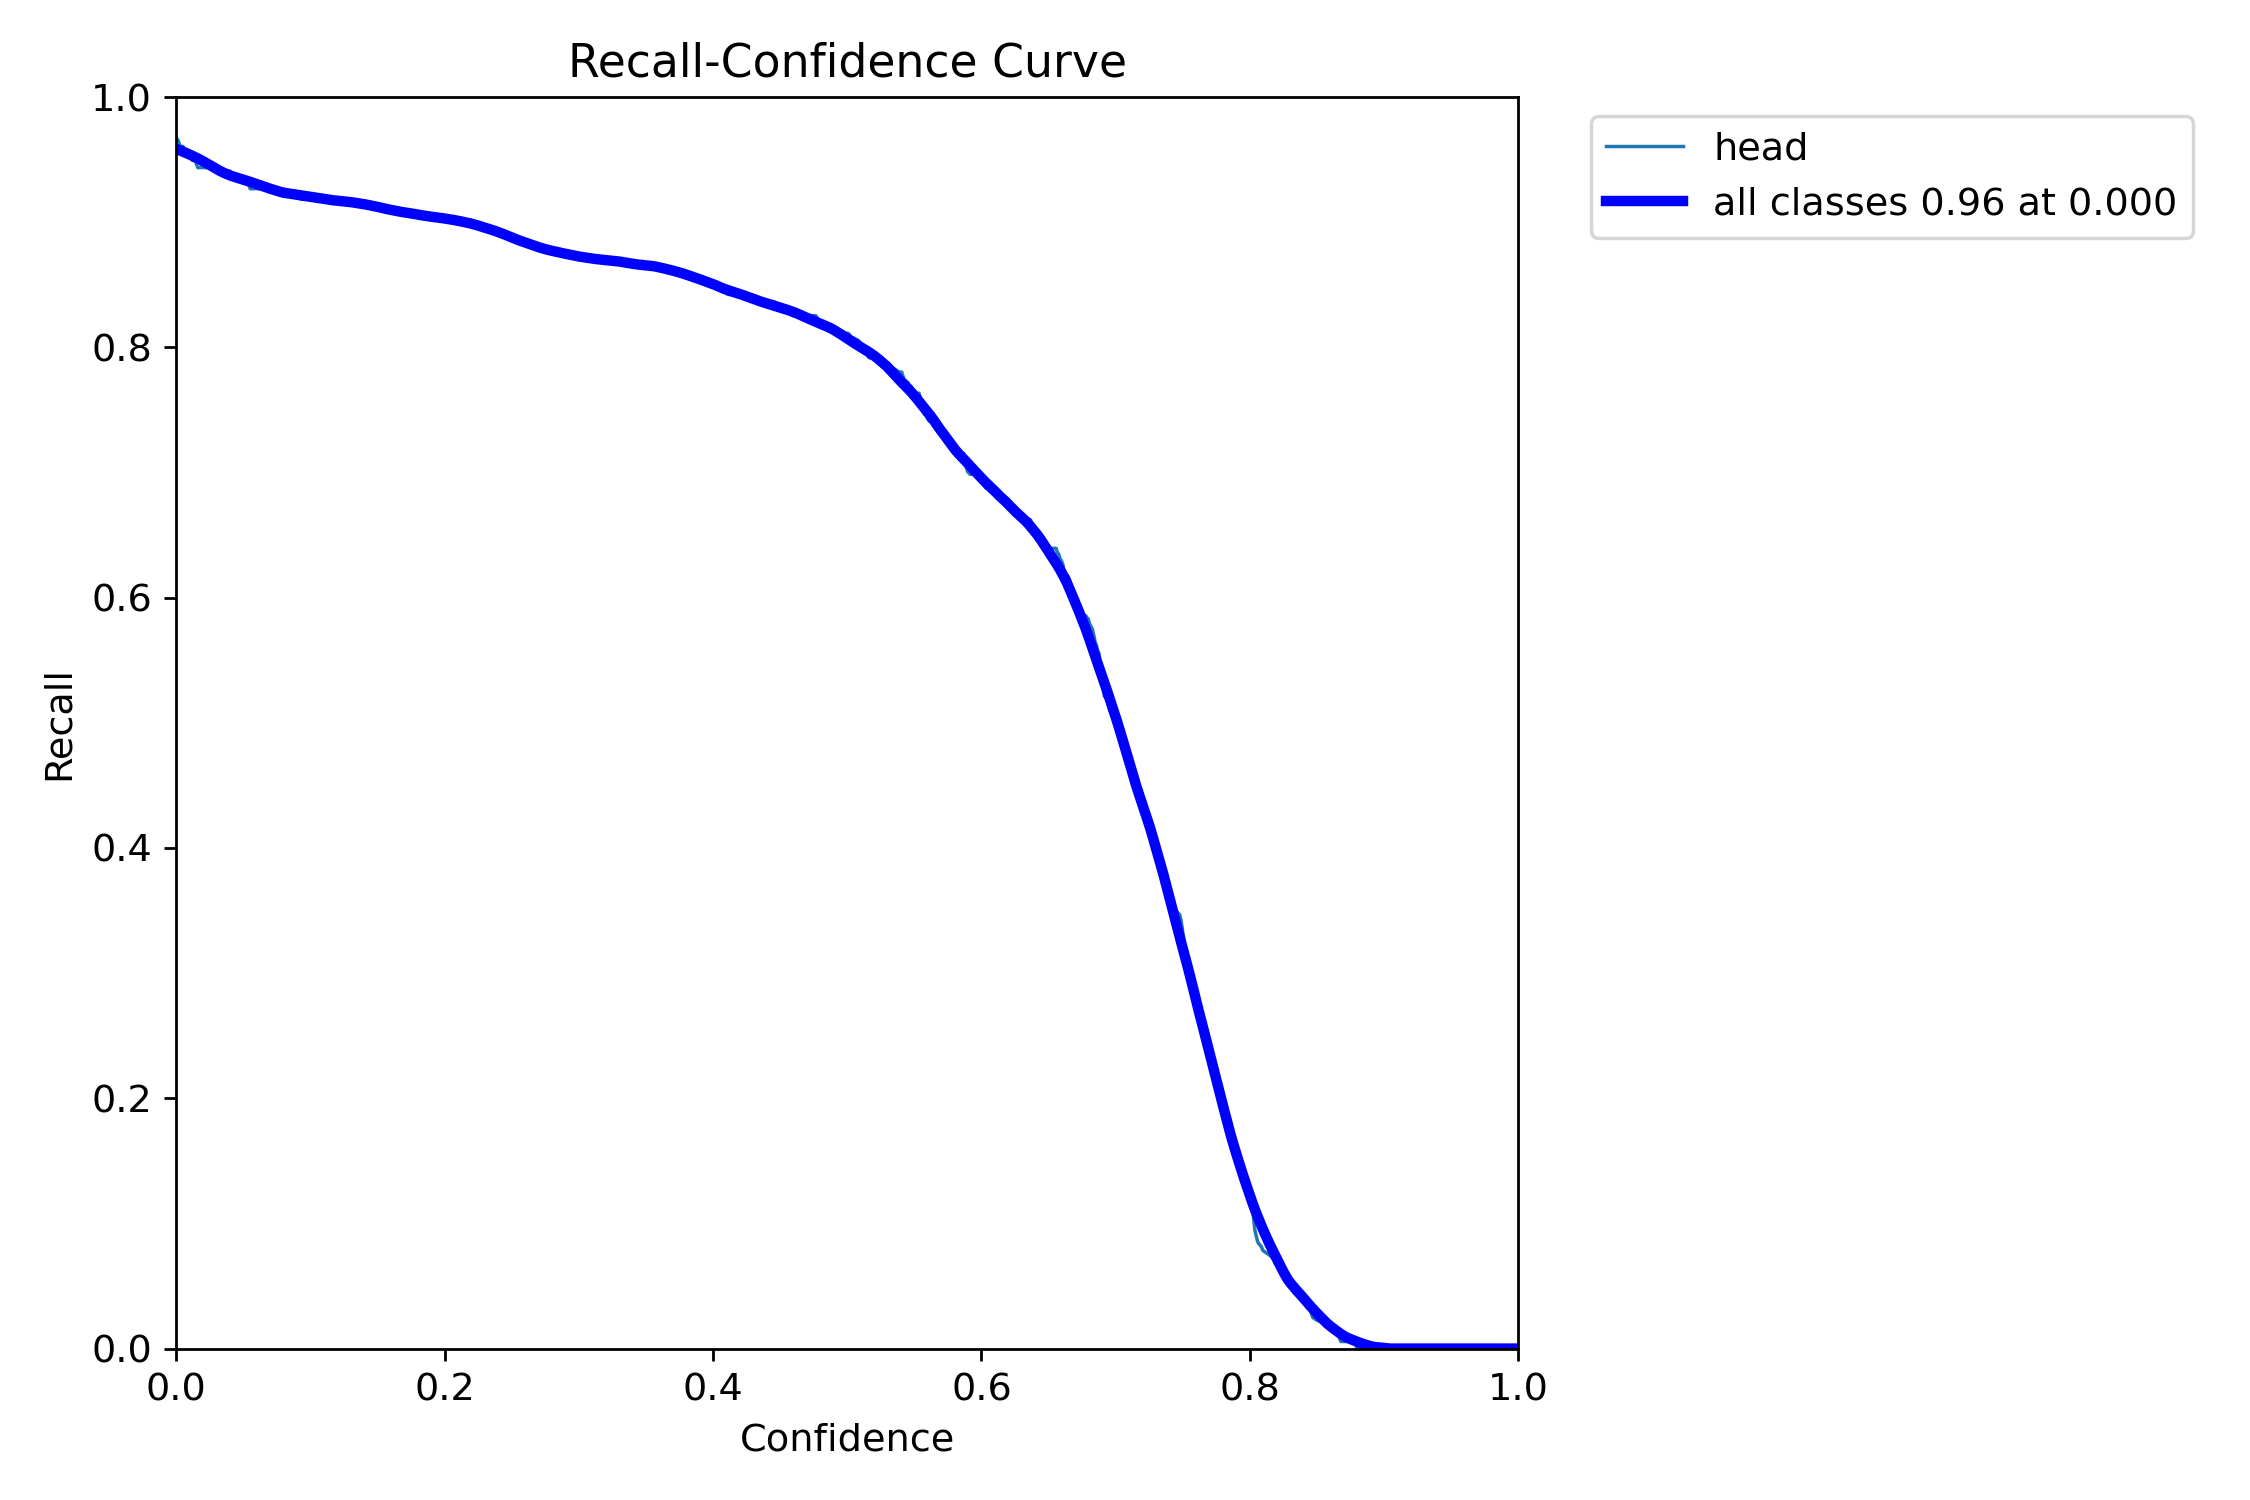 Recall-Confidence Curve
1.0
0.8
0.6
0.4
0.2
0.0
Recall
0.0 0.2 0.4 0.6 0.8 1.0
Confidence
head
all classes 0.96 at 0.000